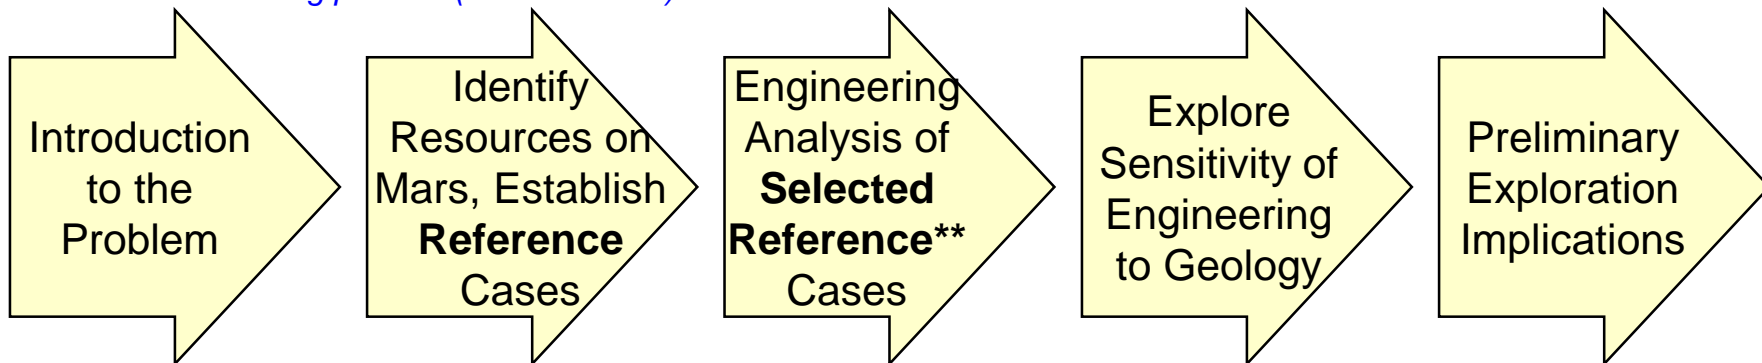 Introduction
to the
Problem
Identify
Resources on
Mars, Establish
Reference
Cases
Engineering
Analysis of
Selected
Reference**
Cases
Explore
Sensitivity of
Engineering
to Geology
Preliminary
Exploration
Implications